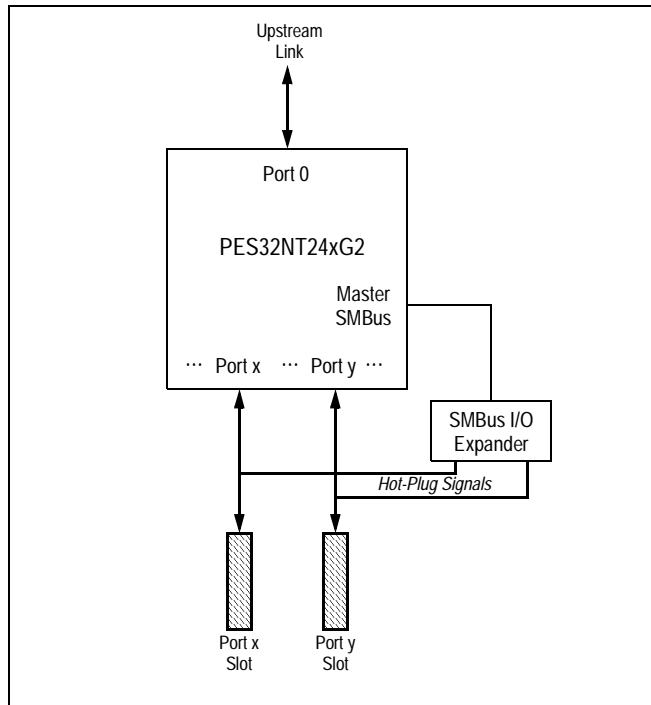 Upstream
Link
Port 0
PES32NT24xG2
Master
SMBus
··· Port x ··· Port y ···
SMBus I/O
Expander
Hot-Plug Signals
Port x
Slot
Port y
Slot